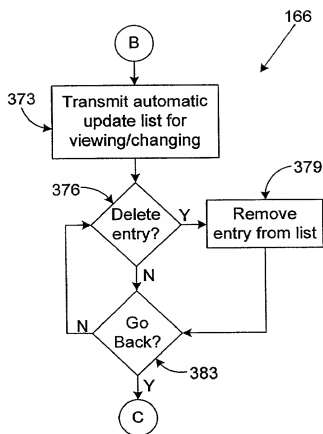 166
B
373
Transmit automatic
update list for
viewing/changing
376
379
Delete
entry?
Y
Remove
entry from list
N
N
Go
Back?
383
Y
C